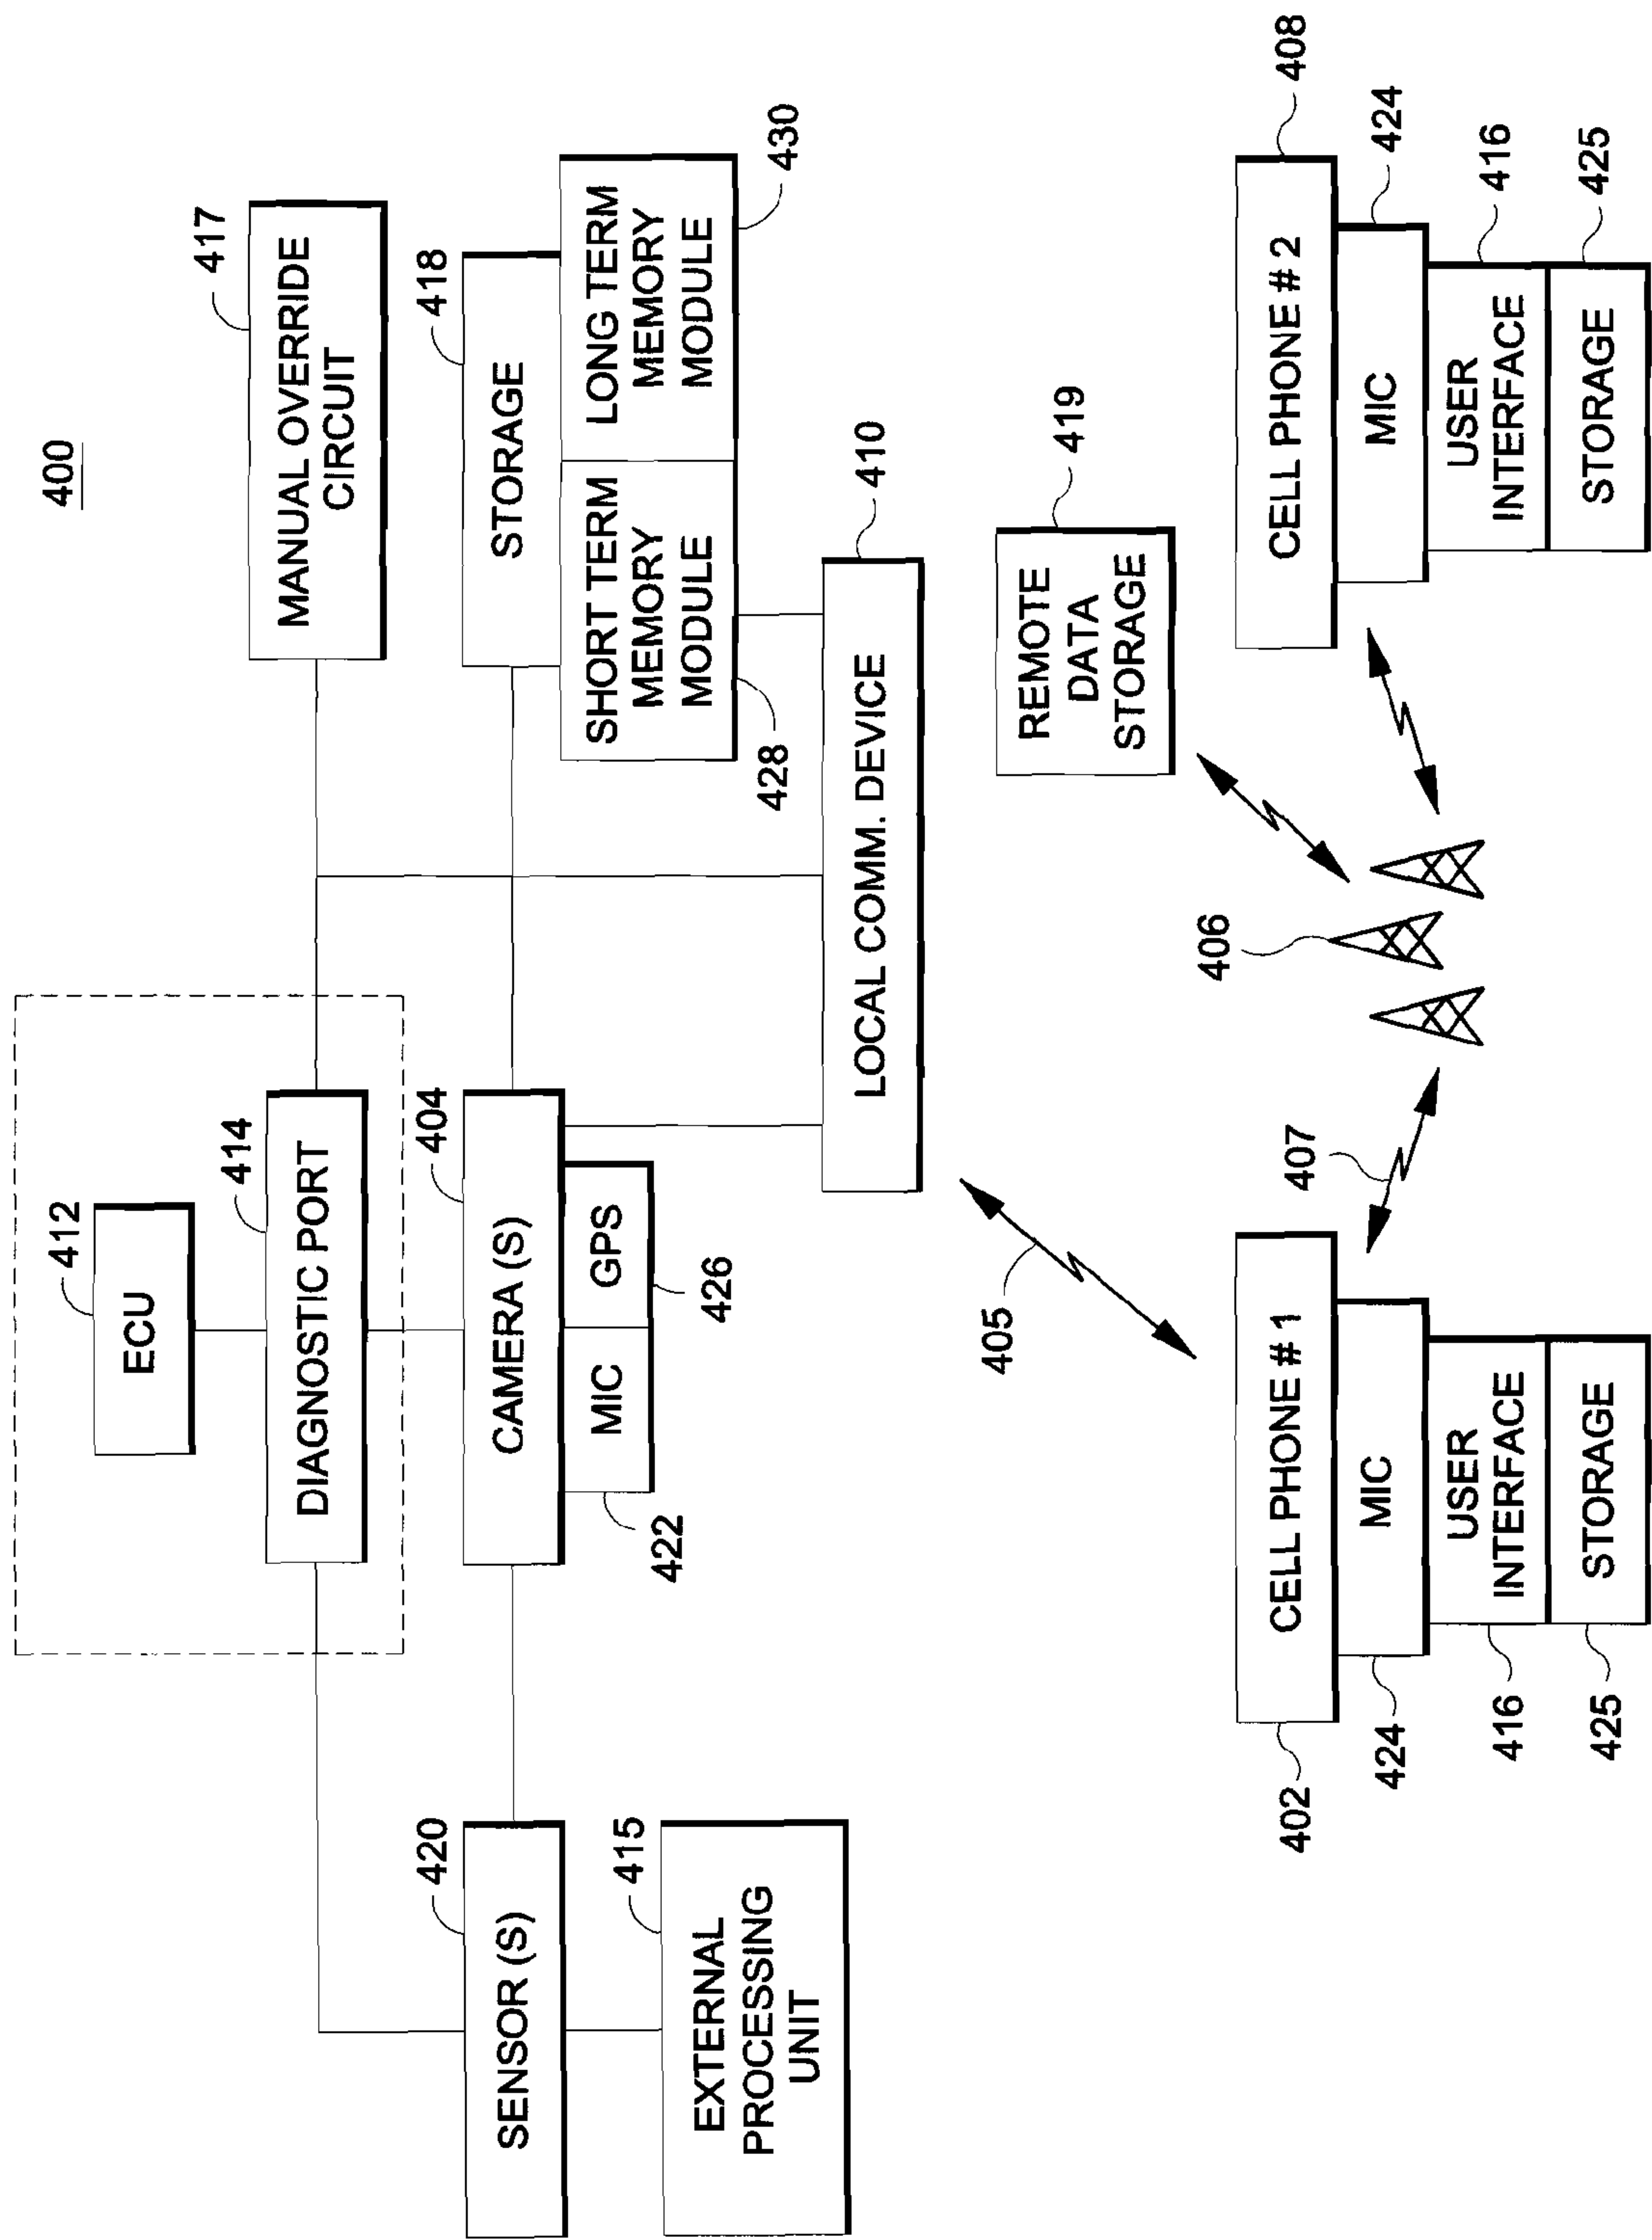 400
412
ECU
414
DIAGNOSTIC PORT
417
MANUAL OVERRIDE
CIRCUIT
420
SENSOR (S)
404
CAMERA (S)
MIC
GPS
422
426
418
STORAGE
SHORT TERM
MEMORY
MODULE
LONG TERM
MEMORY
MODULE
428
430
415
EXTERNAL
PROCESSING
UNIT
LOCAL COMM. DEVICE
410
405
REMOTE
DATA
STORAGE
419
402
CELL PHONE # 1
424
MIC
416
USER
INTERFACE
425
STORAGE
407
406
CELL PHONE # 2
408
MIC
424
USER
INTERFACE
416
STORAGE
425